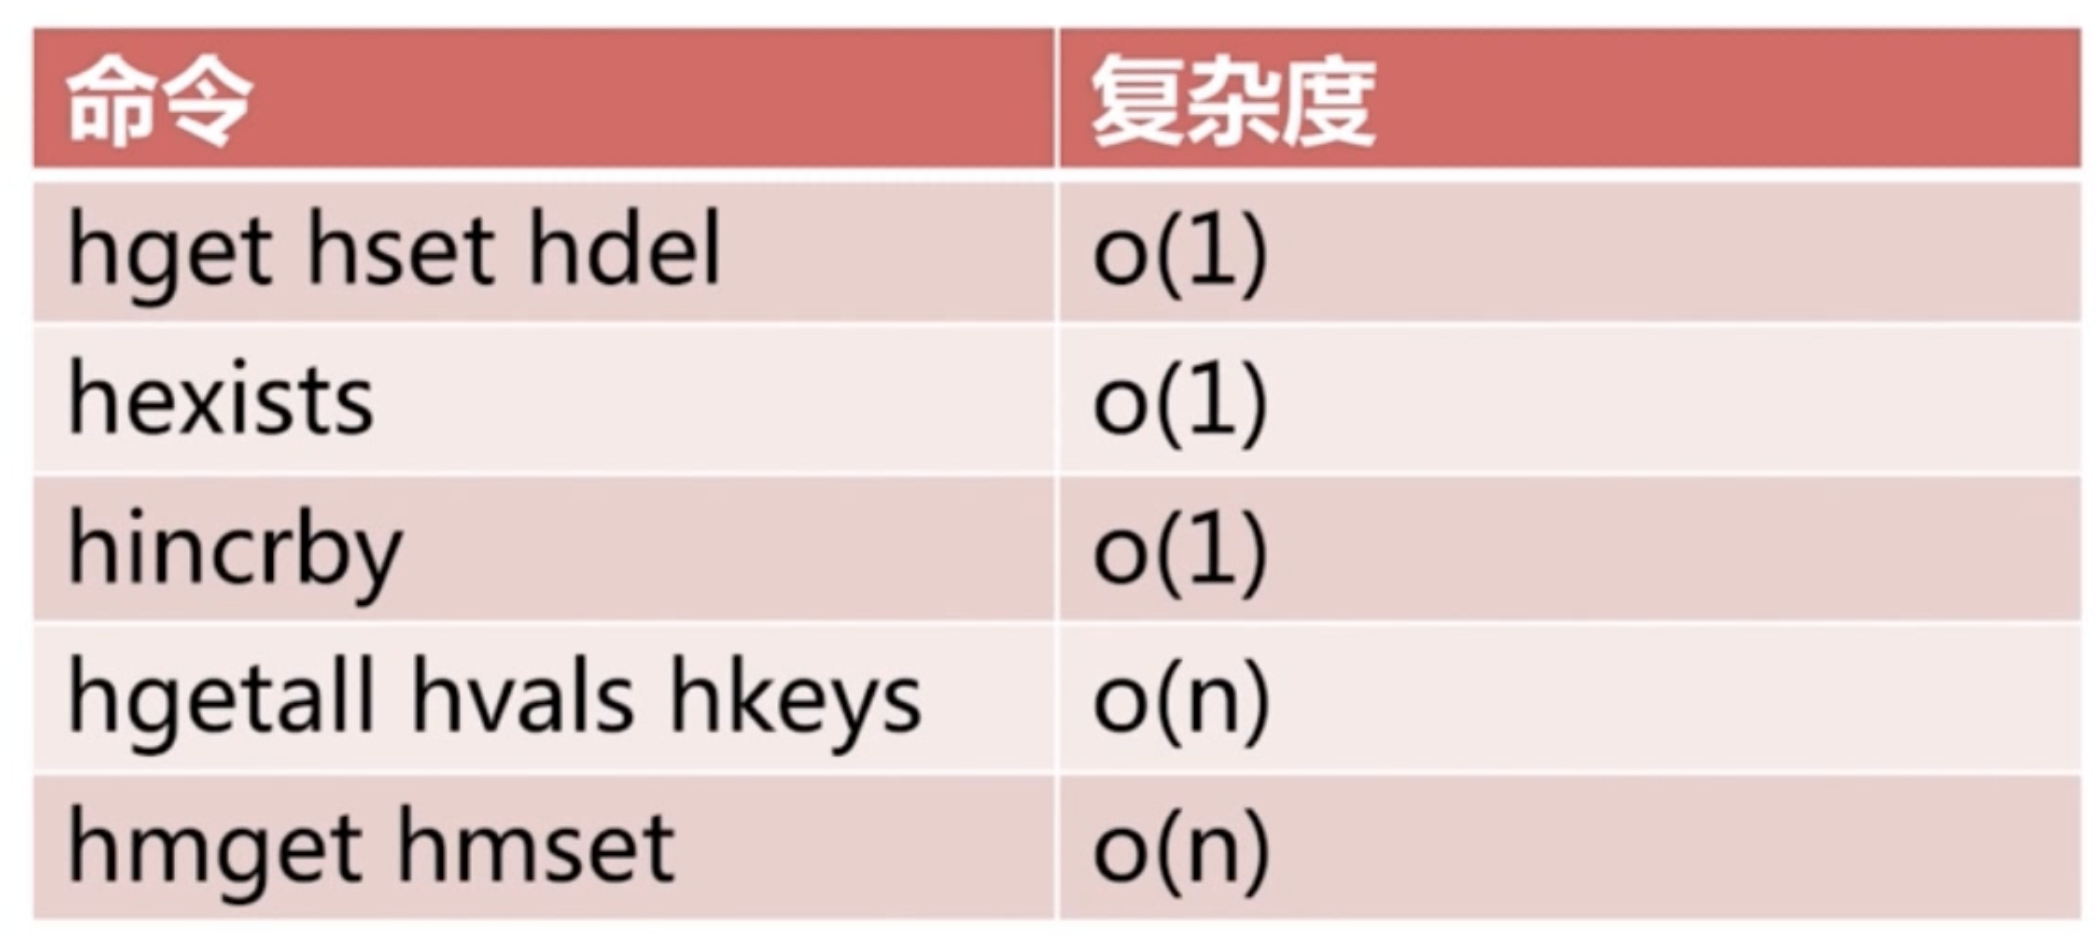 命令 复杂度
hget hset hdel o(1)
hexists o(1)
hincrby o(1)
hgetall hvals hkeys o(n)
hmget hmset o(n)